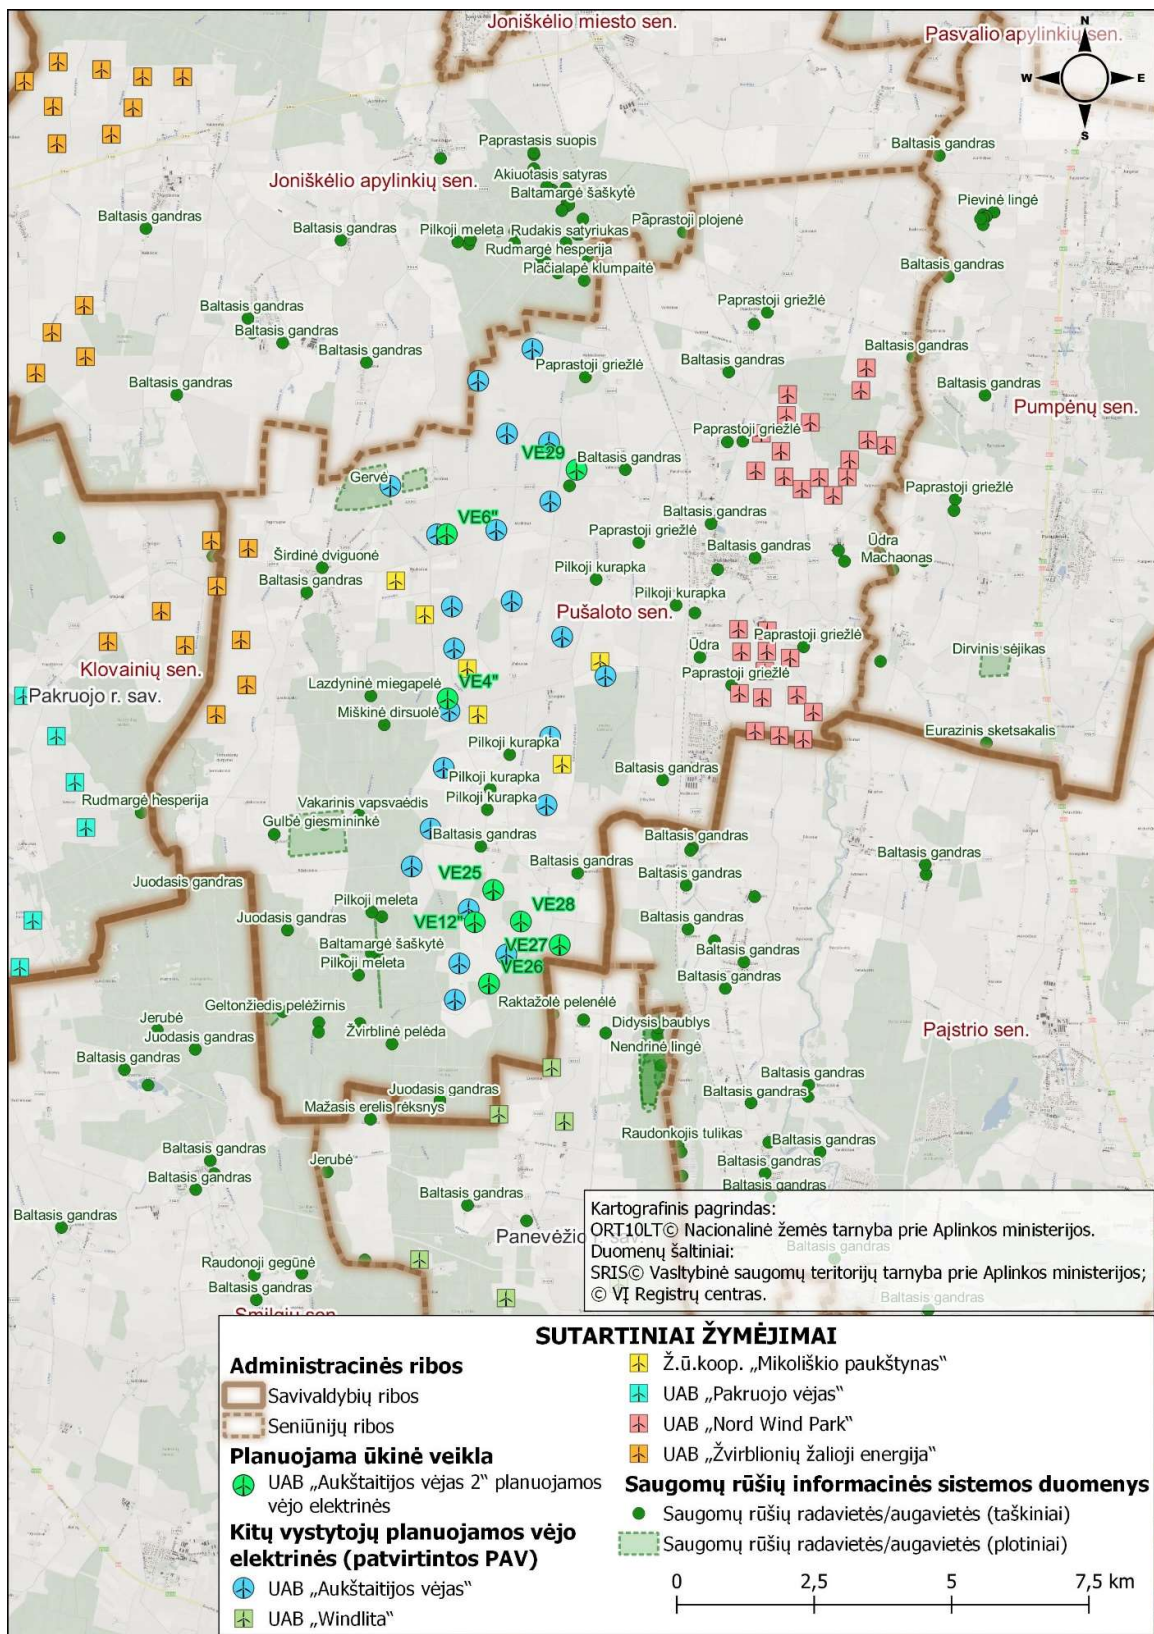 Joniškėlio miesto sen.
Pasvalio apylinkių sen.
N
W
E
S
Paprastasis suopis
Baltasis gandras
Akiuotasis satyras
Joniškėlio apylinkių sen.
Baltamargė šaškytė
Pievinė lingė
Baltasis gandras
Baltasis gandras
Pilkoji meleta
Rudakis satyriukas
Paprastoji plojenė
Rudmargė hesperija
Plačialapė klumpaitė
Baltasis gandras
Baltasis gandras
Paprastoji griežlė
Baltasis gandras
Baltasis gandras
Baltasis gandras
Paprastoji griežlė
Baltasis gandras
Baltasis gandras
Baltasis gandras
Pumpėnų sen.
Paprastoji griežlė
VE29
Baltasis gandras
Gervė
Paprastoji griežlė
VE6"
Baltasis gandras
Paprastoji griežlė
Ūdra
Širdinė dviguonė
Baltasis gandras
Machaonas
Baltasis gandras
Pilkoji kurapka
Pušaloto sen.
Pilkoji kurapka
Paprastoji griežlė
Ūdra
Dirvinis sėjikas
Klovainių sen.
Paprastoji griežlė
Pakruojo r. sav.
Lazdyninė miegapelė
VE4"
Miškinė dirsuolė
Eurazinis sketsakalis
Pilkoji kurapka
Baltasis gandras
Pilkoji kurapka
Rudmargė hesperija
Vakarinis vapsvaėdis
Pilkoji kurapka
Gulbė giesmininkė
Baltasis gandras
Baltasis gandras
Baltasis gandras
Baltasis gandras
Juodasis gandras
VE25
Baltasis gandras
Pilkoji meleta
Juodasis gandras
VE12"
VE28
Baltasis gandras
Baltamargė šaškytė
VE27
Baltasis gandras
Pilkoji meleta
VE26
Baltasis gandras
Geltonžiedis pelėžirnis
Raktažolė pelenėlė
Jerubė
Žvirblinė pelėda
Didysis baublys
Pajstrio sen.
Juodasis gandras
Nendrinė lingė
Baltasis gandras
Baltasis gandras
Juodasis gandras
Baltasis gandras
Mažasis erelis rėksnys
Raudonkojis tulikas
Baltasis gandras
Baltasis gandras
Baltasis gandras
Jerubė
Baltasis gandras
Baltasis gandras
Baltasis gandras
Baltasis gandras
Panevėžio r. sav.
Raudonoji gegūnė
Baltasis gandras
Baltasis gandras
Baltasis gandras
Smilgių sen.
Kartografinis pagrindas:
ORT10LT© Nacionalinė žemės tarnyba prie Aplinkos ministerijos.
Duomenų šaltiniai:
SRIS© Vasltybinė saugomų teritorijų tarnyba prie Aplinkos ministerijos;
© VĮ Registrų centras.
SUTARTINIAI ŽYMĖJIMAI
Administracinės ribos
Savivaldybių ribos
Seniūnijų ribos
Planuojama ūkinė veikla
UAB „Aukštaitijos vėjas 2“ planuojamos
vėjo elektrinės
Kitų vystytojų planuojamos vėjo
elektrinės (patvirtintos PAV)
UAB „Aukštaitijos vėjas“
UAB „Windlita“
Ž.ū.koop. „Mikoliškio paukštynas“
UAB „Pakruojo vėjas“
UAB „Nord Wind Park“
UAB „Žvirblionių žalioji energija“
Saugomų rūšių informacinės sistemos duomenys
Saugomų rūšių radavietės/augavietės (taškiniai)
Saugomų rūšių radavietės/augavietės (plotiniai)
0
2,5
5
7,5 km